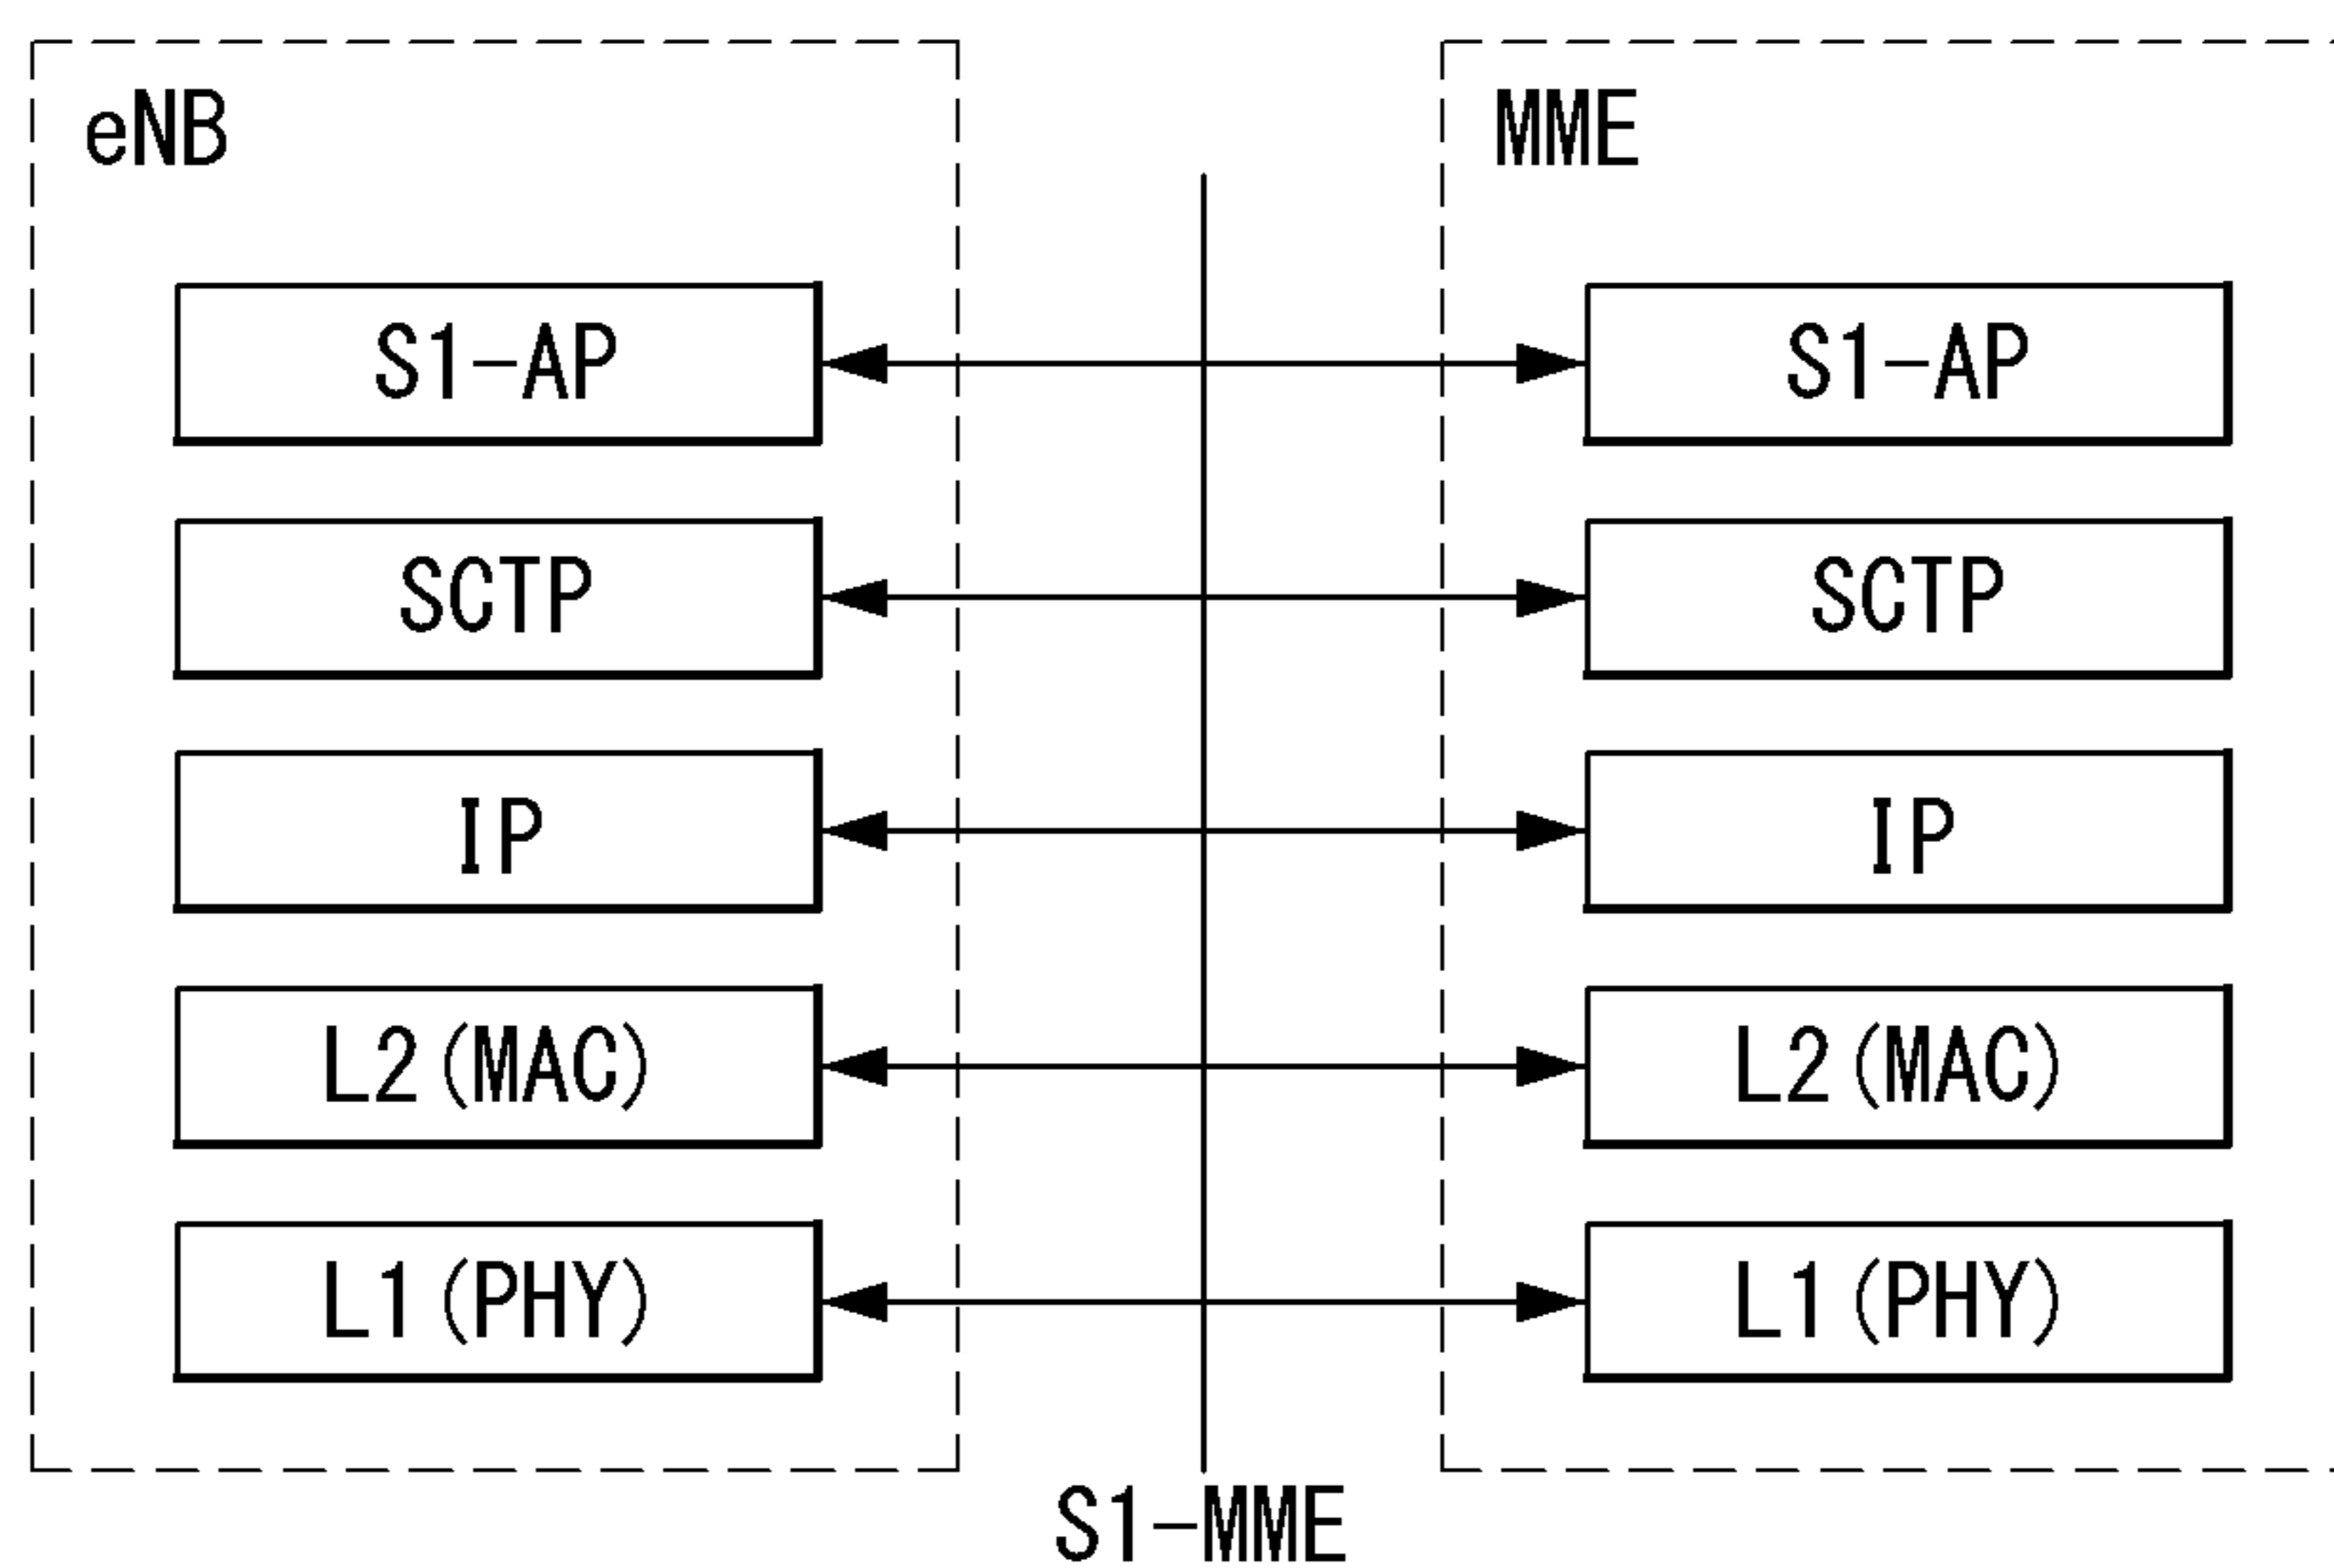 eNB
MME
S1-AP
S1-AP
SCTP
SCTP
IP
IP
L2(MAC)
L2(MAC)
L1(PHY)
L1(PHY)
S1-MME